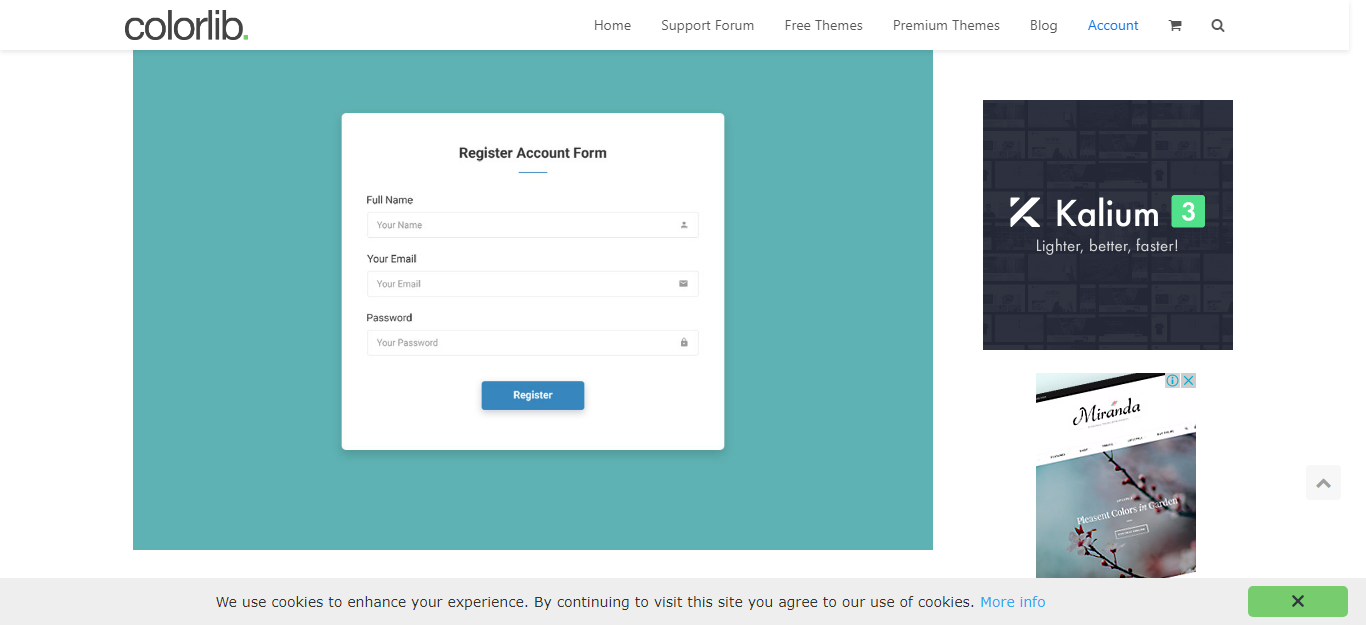 colorlib.
Home Support Forum Free Themes Premium Themes Blog Account
Register Account Form
Full Name
Your Name
Your Email
Your Email
Password
Your Password
Register
Kalium 3
Lighter, better, faster!
Miranda
Pleasent Colors in Garden
We use cookies to enhance your experience. By continuing to visit this site you agree to our use of cookies. More info